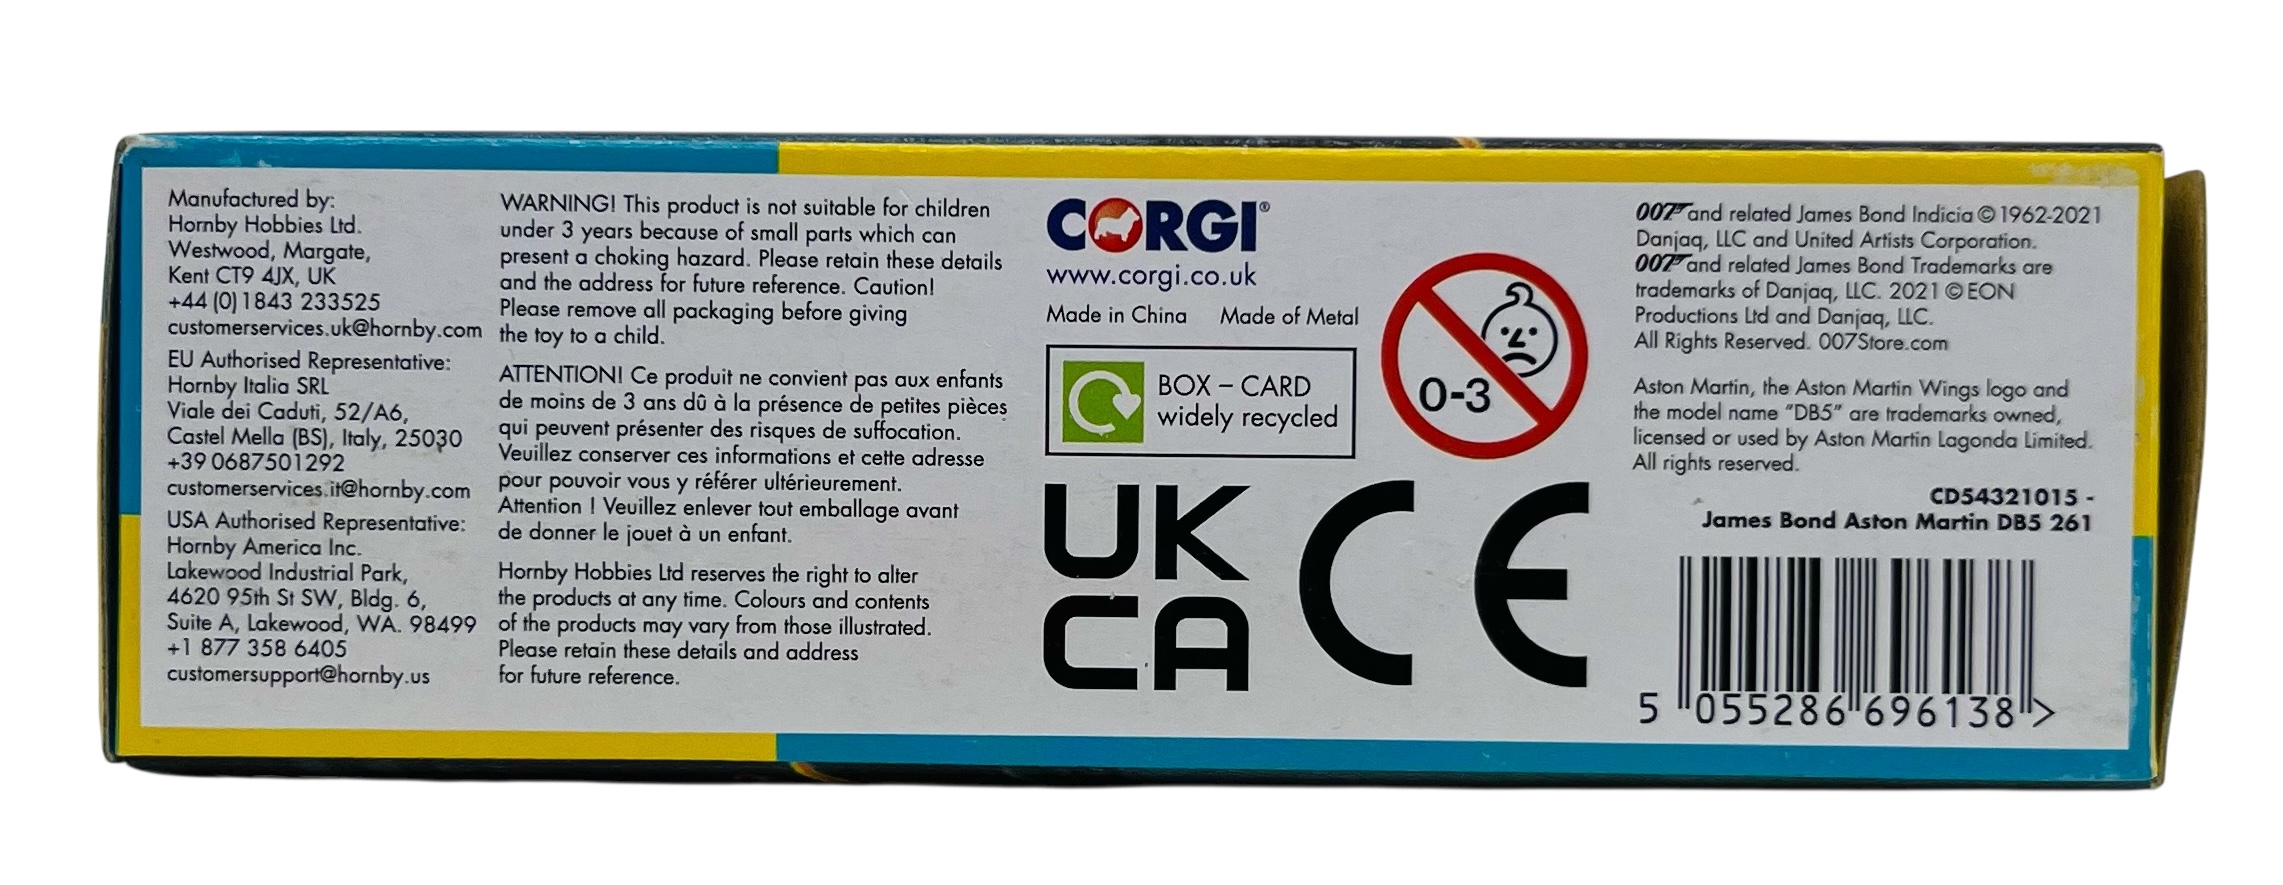 Manufactured by:
Hornby Hobbies Ltd.
Westwood, Margate,
Kent CT9 4JX, UK
+44 (0)1843 233525
customerservices.uk@hornby.com
EU Authorised Representative:
Hornby Italia SRL
Viale dei Caduti, 52/A6,
Castel Mella (BS), Italy, 25030
+39 0687501292
customerservices.it@hornby.com
USA Authorised Representative:
Hornby America Inc.
Lakewood Industrial Park,
4620 95th St SW, Bldg. 6,
Suite A, Lakewood, WA. 98499
+1 877 358 6405
customersupport@hornby.us
WARNING! This product is not suitable for children
under 3 years because of small parts which can
present a choking hazard. Please retain these details
and the address for future reference. Caution!
Please remove all packaging before giving
the toy to a child.
ATTENTION! Ce produit ne convient pas aux enfants
de moins de 3 ans dû à la présence de petites pièces
qui peuvent présenter des risques de suffocation.
Veuillez conserver ces informations et cette adresse
pour pouvoir vous y référer ultérieurement.
Attention ! Veuillez enlever tout emballage avant
de donner le jouet à un enfant.
Hornby Hobbies Ltd reserves the right to alter
the products at any time. Colours and contents
of the products may vary from those illustrated.
Please retain these details and address
for future reference.
CORGI®
www.corgi.co.uk
Made in China Made of Metal
BOX – CARD
widely recycled
0-3
UK
CA
CE
007 and related James Bond Indicia © 1962-2021
Danjaq, LLC and United Artists Corporation.
007 and related James Bond Trademarks are
trademarks of Danjaq, LLC. 2021 © EON
Productions Ltd and Danjaq, LLC.
All Rights Reserved. 007Store.com
Aston Martin, the Aston Martin Wings logo and
the model name "DB5" are trademarks owned,
licensed or used by Aston Martin Lagonda Limited.
All rights reserved.
CD54321015 -
James Bond Aston Martin DB5 261
5 055286 696138 >